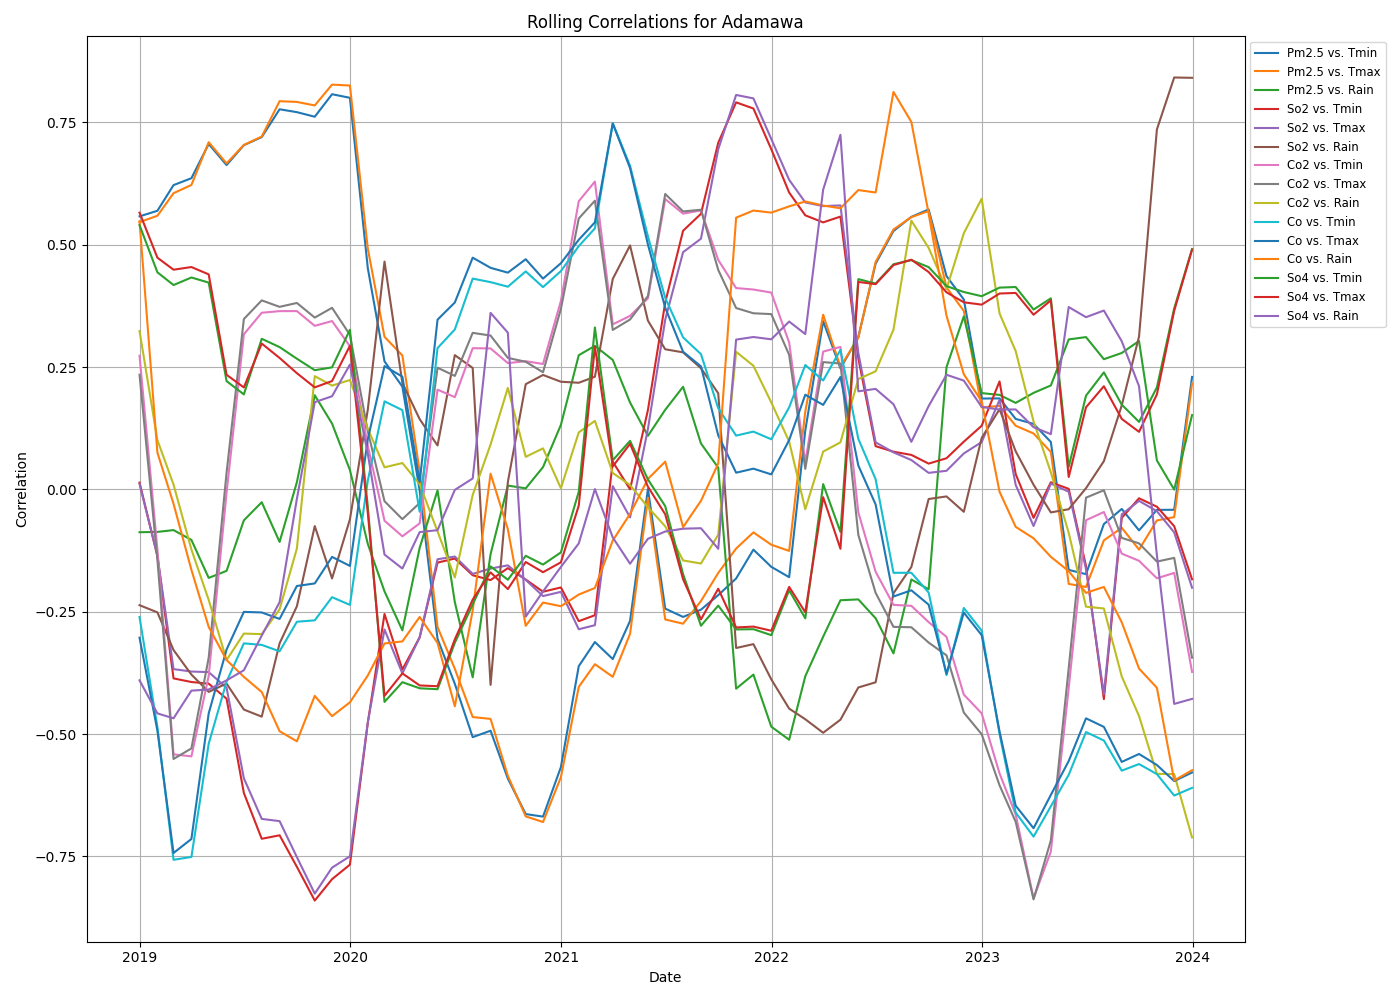 Rolling Correlations for Adamawa
Pm2.5 vs. Tmin
Pm2.5 vs. Tmax
Pm2.5 vs. Rain
So2 vs. Tmin
So2 vs. Tmax
So2 vs. Rain
Co2 vs. Tmin
Co2 vs. Tmax
Co2 vs. Rain
Co vs. Tmin
Co vs. Tmax
Co vs. Rain
So4 vs. Tmin
So4 vs. Tmax
So4 vs. Rain
Correlation
0.75
0.50
0.25
0.00
−0.25
−0.50
−0.75
2019
2020
2021
2022
2023
2024
Date